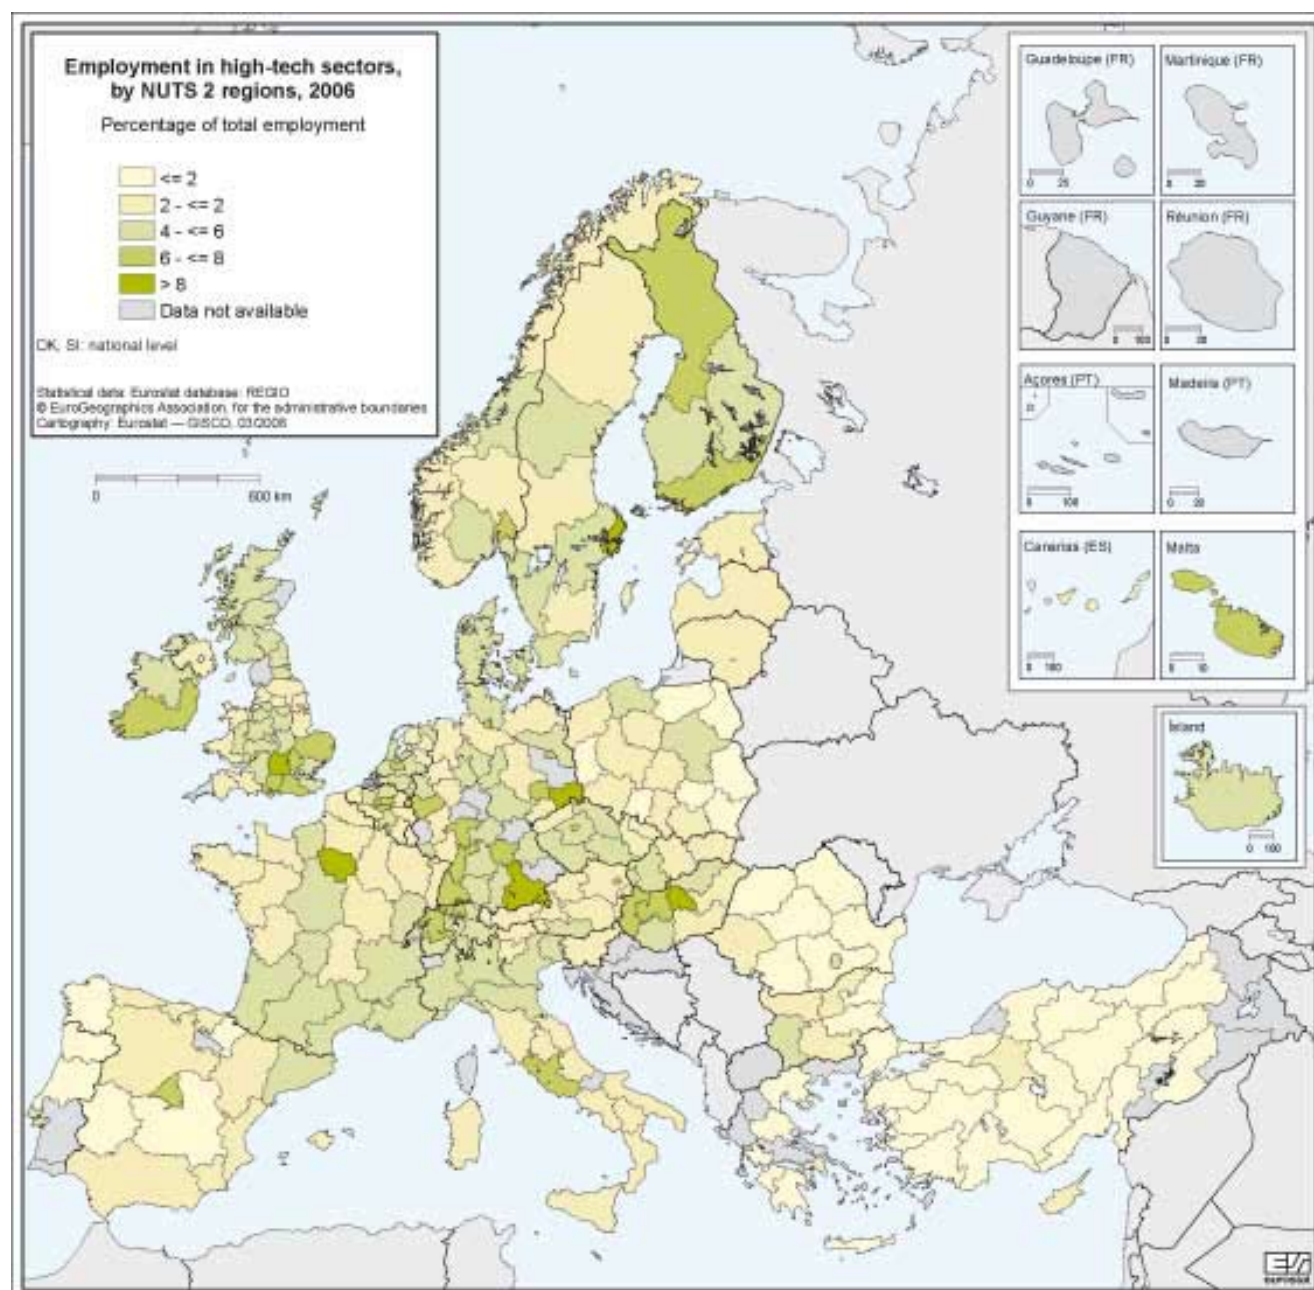 Employment in high-tech sectors,
by NUTS 2 regions, 2006
Percentage of total employment
<= 2
2 - <= 2
4 - <= 6
6 - <= 8
> 8
Data not available
DK, SI: national level
Statistical data: Eurostat database: REGIO
© EuroGeographics Association, for the administrative boundaries
Cartography: Eurostat — GISCO, 03/2008
0 600 km
Guadeloupe (FR)
0 25
Martinique (FR)
0 20
Guyane (FR)
0 100
Réunion (FR)
0 20
Açores (PT)
0 100
Madeira (PT)
0 20
Canarias (ES)
0 100
Malta
0 10
Ísland
0 100
eurostat